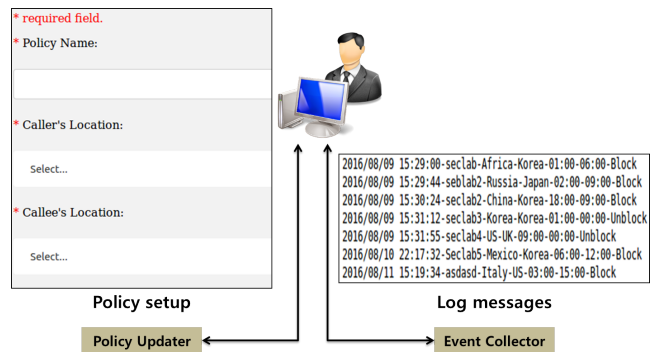 * required field.
* Policy Name:
* Caller's Location:
Select...
* Callee's Location:
Select...
Policy setup
Policy Updater
2016/08/09 15:29:00-seclab-Africa-Korea-01:00-06:00-Block
2016/08/09 15:29:44-seblab2-Russia-Japan-02:00-09:00-Block
2016/08/09 15:30:24-seclab2-China-Korea-18:00-09:00-Block
2016/08/09 15:31:12-seclab3-Korea-Korea-01:00-00:00-Unblock
2016/08/09 15:31:55-seclab4-US-UK-09:00-00:00-Unblock
2016/08/10 22:17:32-Seclab5-Mexico-Korea-06:00-12:00-Block
2016/08/11 15:19:34-asdasd-Italy-US-03:00-15:00-Block
Log messages
Event Collector